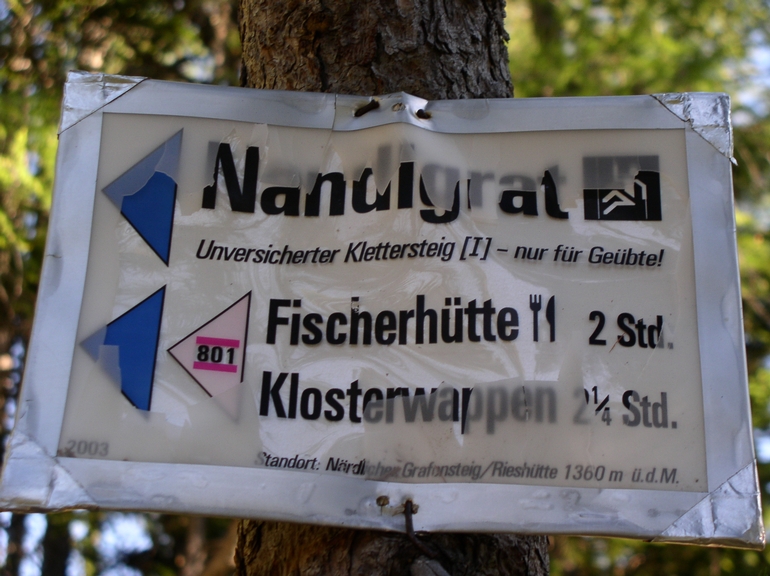 Nandlgrat
Unversicherter Klettersteig [I] – nur für Geübte!
801
Fischerhütte 2 Std.
Klosterwappen 2¼ Std.
2003
Standort: Nördlicher Grafensteig/Rieshütte 1360 m ü.d.M.